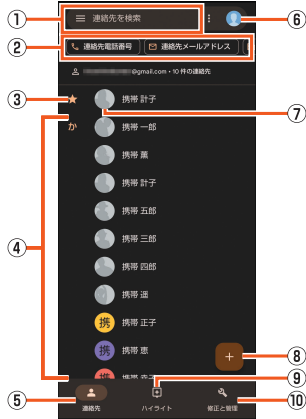 ①
連絡先を検索
⑥
②
連絡先電話番号
連絡先メールアドレス
@gmail.com・10 件の連絡先
③
携帯 計子
⑦
か
携帯 一郎
携帯 薫
携帯 計子
携帯 五郎
④
携帯 三郎
携帯 四郎
携帯 遥
携
携帯 正子
携
携帯 恵
⑧
携
⑨
⑤
連絡先
ハイライト
修正と管理
⑩